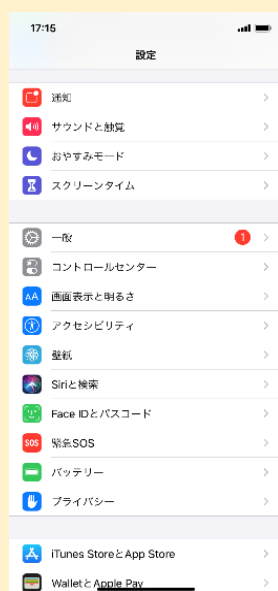 17:15
設定
通知
サウンドと触覚
おやすみモード
スクリーンタイム
一般
1
コントロールセンター
AA
画面表示と明るさ
アクセシビリティ
壁紙
Siriと検索
Face IDとパスコード
SOS
緊急SOS
バッテリー
プライバシー
iTunes StoreとApp Store
WalletとApple Pay